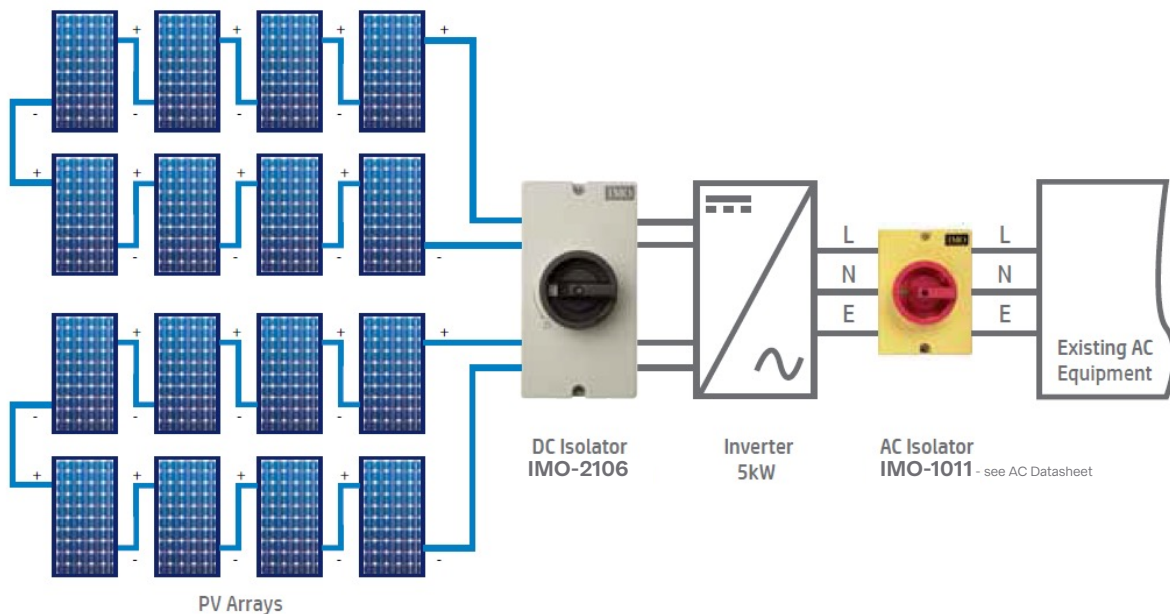 + + + +
- - - - -
+ + + +
- - - -
IMO
L L
N N
E E
IMO
+ + + +
- - - -
+ + + +
- - - -
Existing AC
Equipment
DC Isolator
IMO-2106
Inverter
5kW
AC Isolator
IMO-1011 - see AC Datasheet
PV Arrays